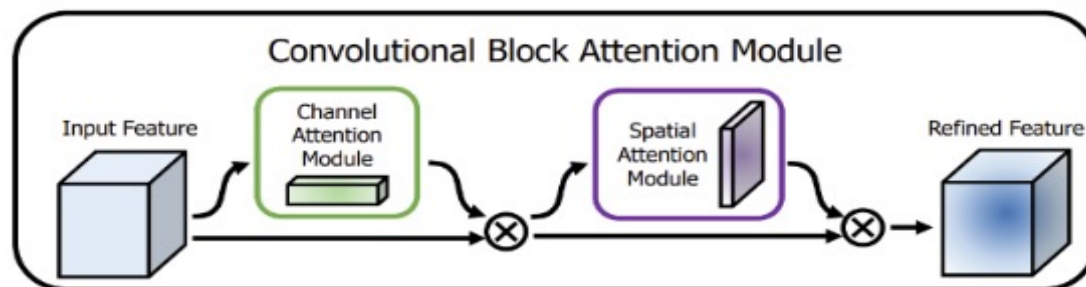 Convolutional Block Attention Module
Input Feature
Channel
Attention
Module
Spatial
Attention
Module
Refined Feature